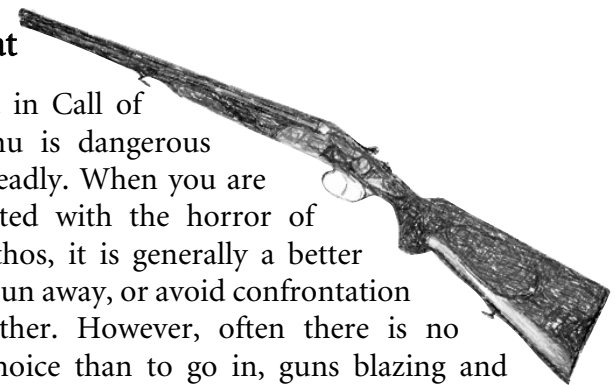 at
in Call of
nu is dangerous
eadly. When you are
ted with the horror of
thos, it is generally a better
un away, or avoid confrontation
ther. However, often there is no
hoice than to go in, guns blazing and